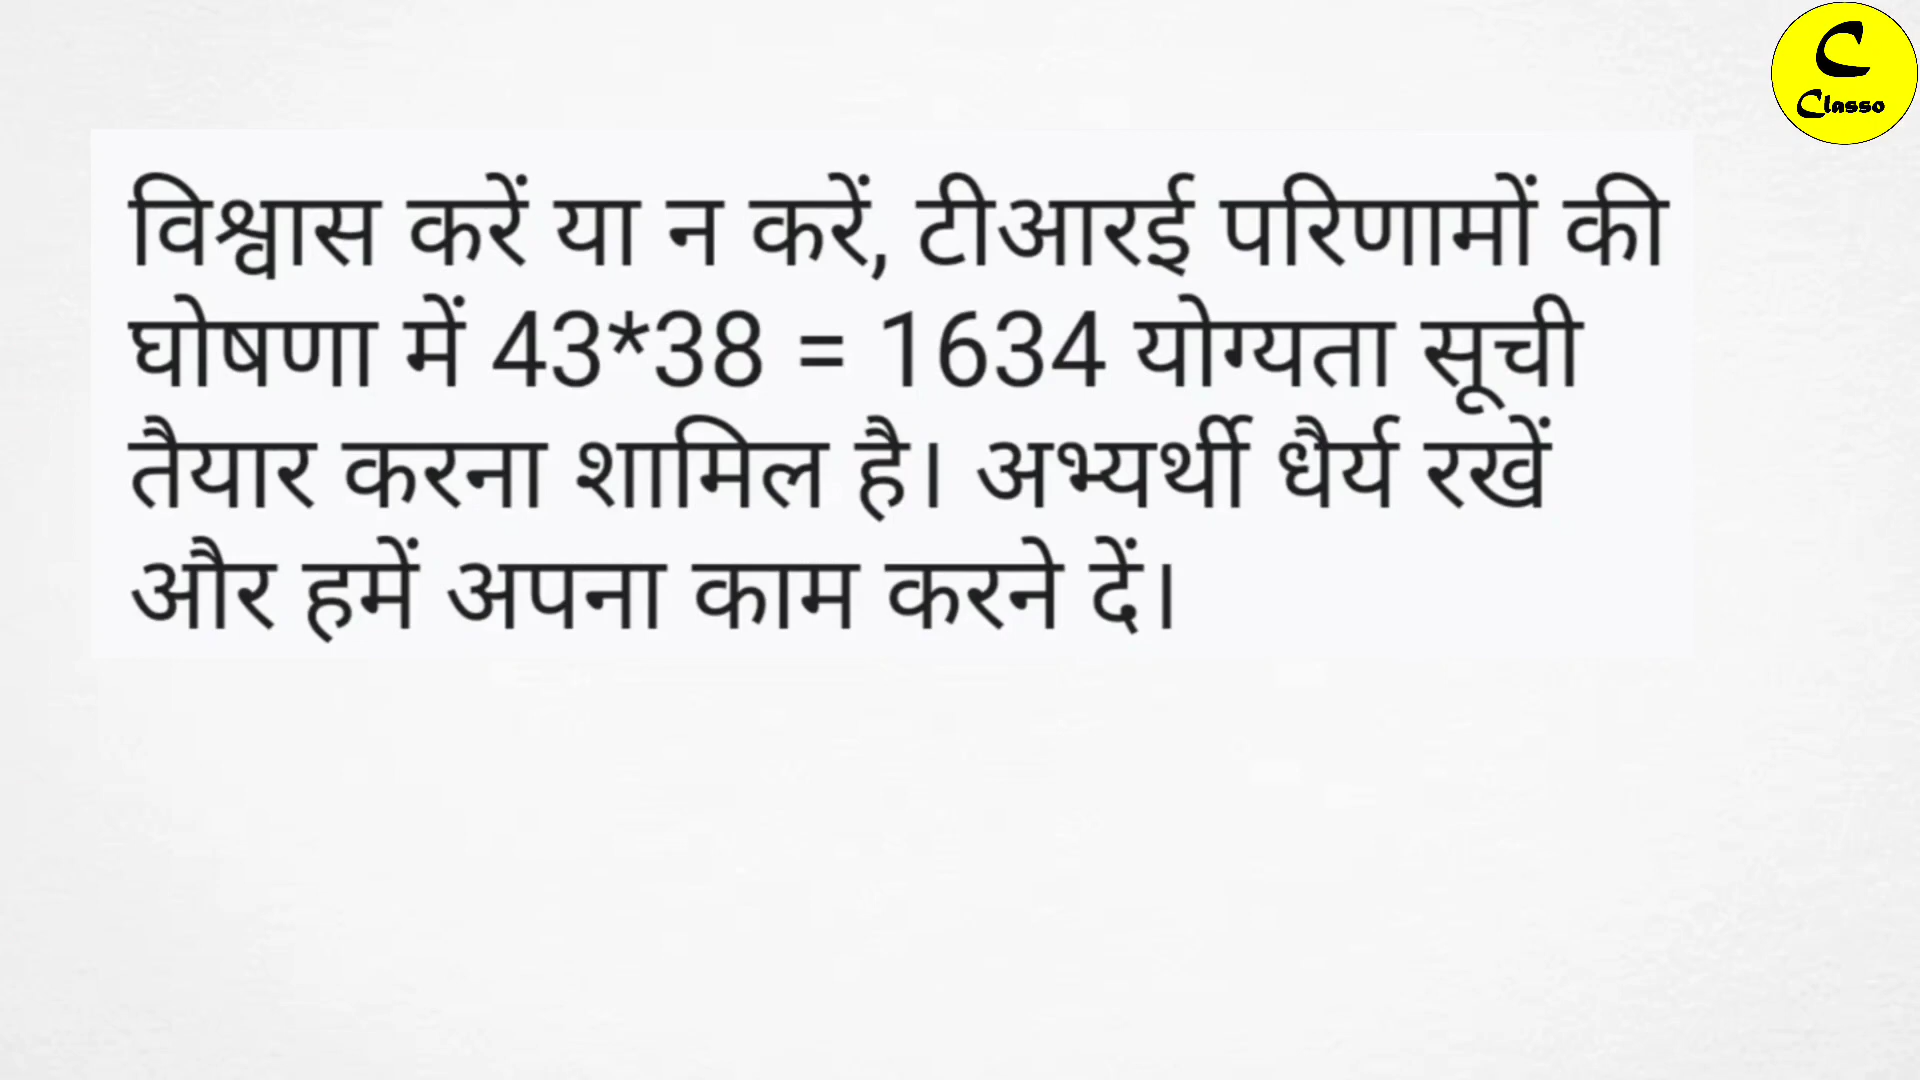 C
Classo
विश्वास करें या न करें, टीआरई परिणामों की
घोषणा में 43*38 = 1634 योग्यता सूची
तैयार करना शामिल है। अभ्यर्थी धैर्य रखें
और हमें अपना काम करने दें।